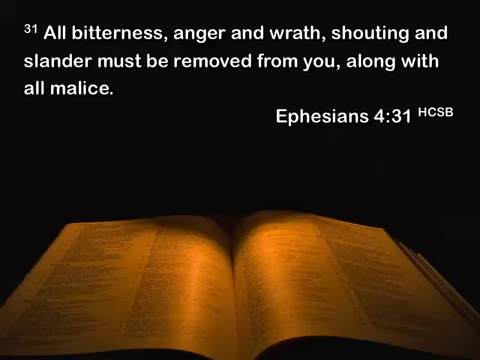 31 All bitterness, anger and wrath, shouting and
slander must be removed from you, along with
all malice.
Ephesians 4:31 HCSB